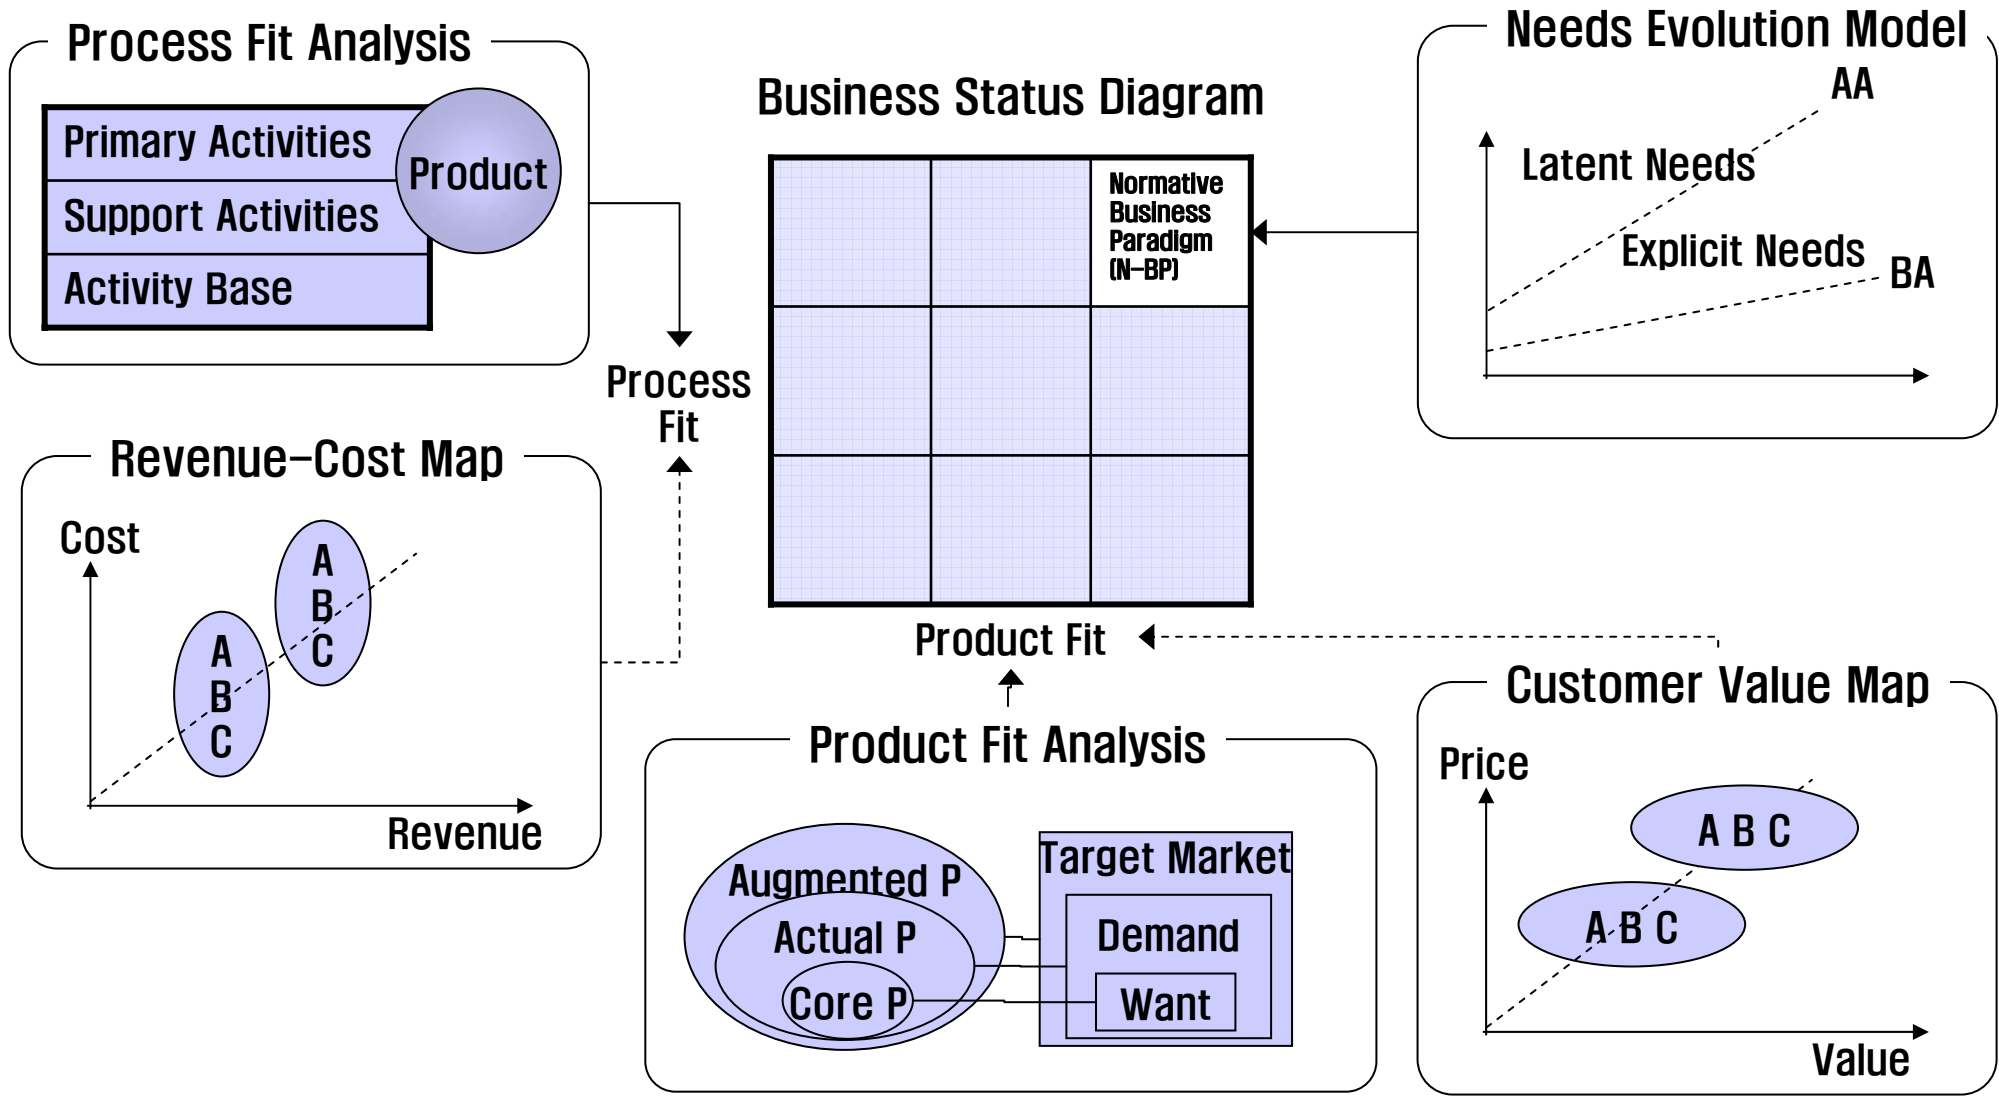 Process Fit Analysis
Primary Activities
Support Activities
Activity Base
Product
Process
Fit
Revenue-Cost Map
Cost
A
B
C
A
B
C
Revenue
Business Status Diagram
Normative
Business
Paradigm
(N-BP)
Product Fit
Product Fit Analysis
Augmented P
Actual P
Core P
Target Market
Demand
Want
Needs Evolution Model
AA
Latent Needs
Explicit Needs
BA
Customer Value Map
Price
A B C
A B C
Value